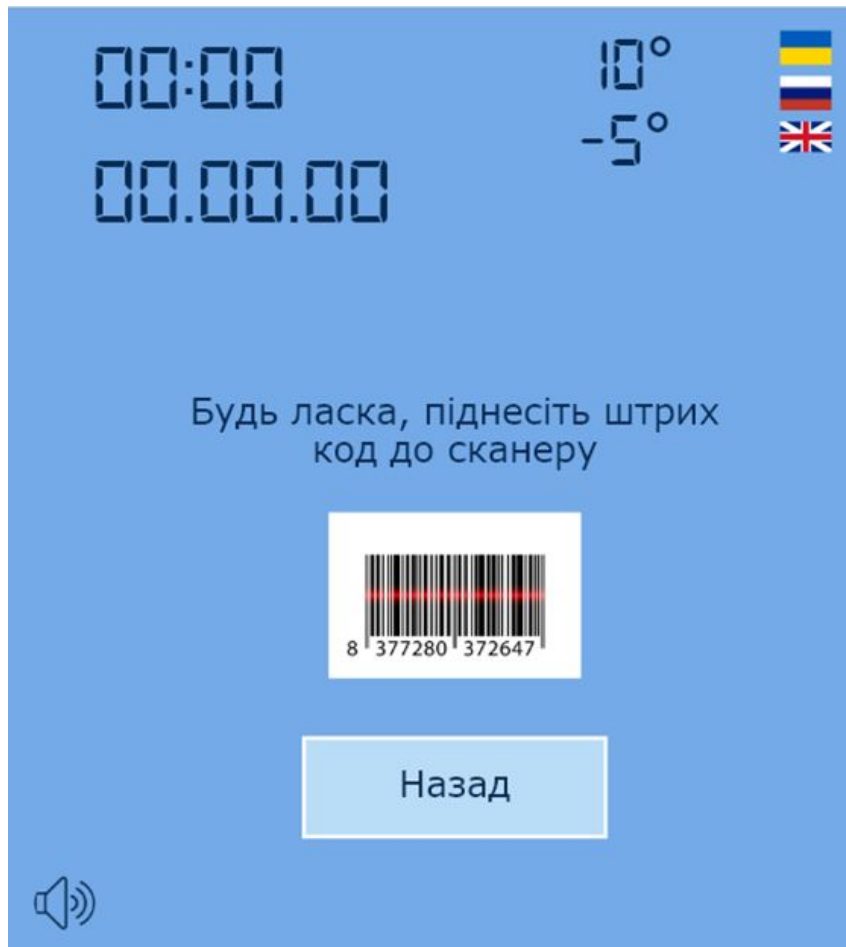 00:00
10°
-5°
00.00.00
Будь ласка, піднесіть штрих
код до сканеру
8 377280 372647
Назад